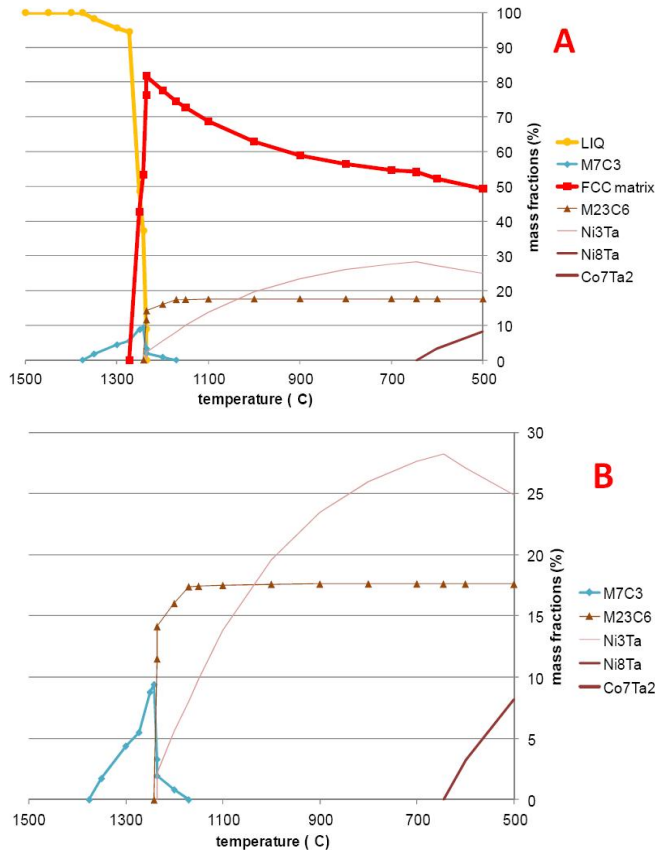 A
100
90
80
70
60
50
40
30
20
10
0
mass fractions (%)
1500 1300 1100 900 700 500
temperature ( C)
LIQ
M7C3
FCC matrix
M23C6
Ni3Ta
Ni8Ta
Co7Ta2
B
30
25
20
15
10
5
0
mass fractions (%)
1500 1300 1100 900 700 500
temperature ( C)
M7C3
M23C6
Ni3Ta
Ni8Ta
Co7Ta2